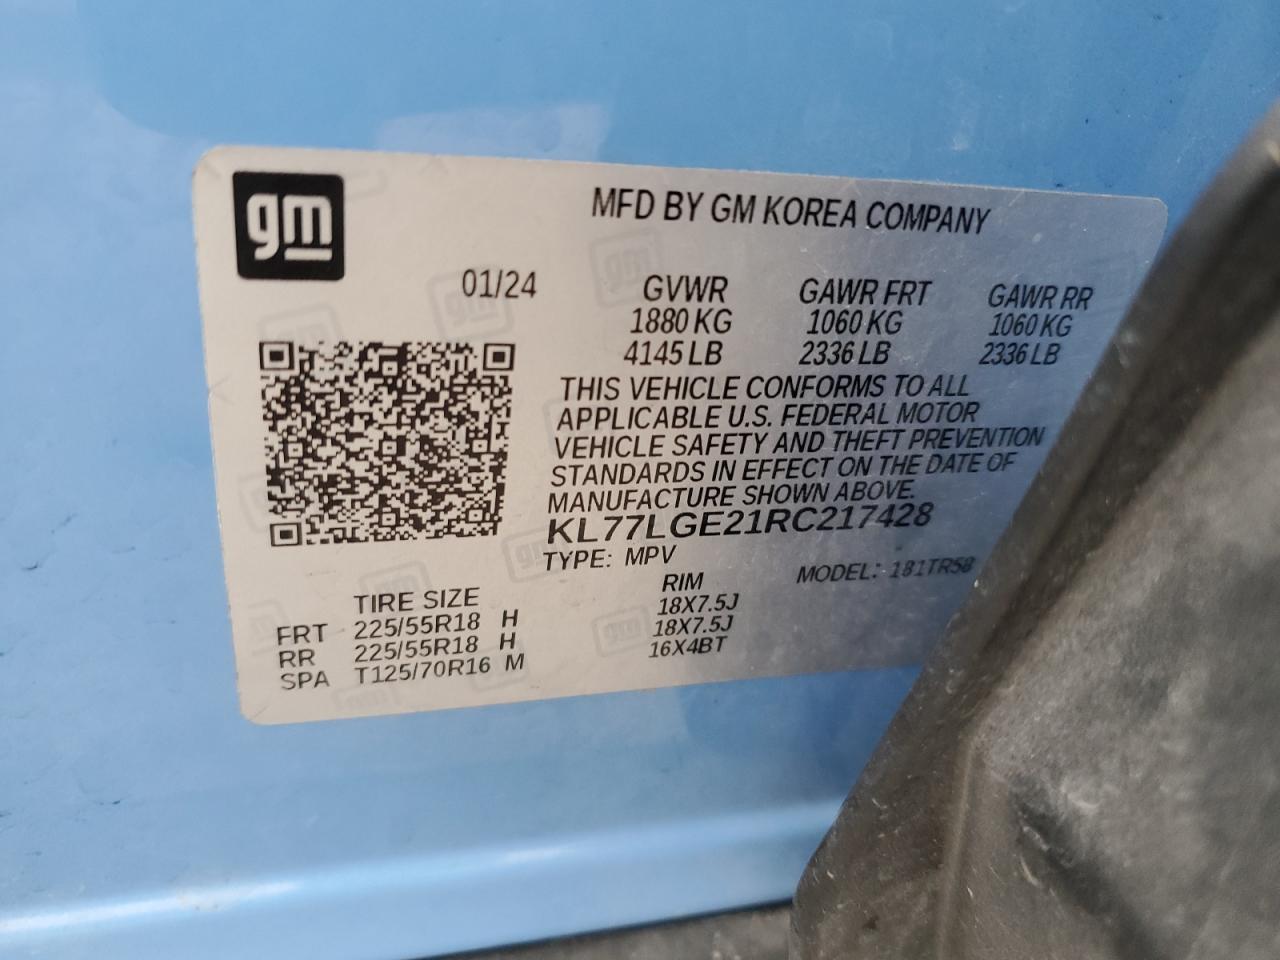 gm
MFD BY GM KOREA COMPANY
01/24 GVWR GAWR FRT GAWR RR
1880 KG 1060 KG 1060 KG
4145 LB 2336 LB 2336 LB
THIS VEHICLE CONFORMS TO ALL
APPLICABLE U.S. FEDERAL MOTOR
VEHICLE SAFETY AND THEFT PREVENTION
STANDARDS IN EFFECT ON THE DATE OF
MANUFACTURE SHOWN ABOVE.
KL77LGE21RC217428
TYPE: MPV MODEL: 181TR58
TIRE SIZE RIM
FRT 225/55R18 H 18X7.5J
RR 225/55R18 H 18X7.5J
SPA T125/70R16 M 16X4BT